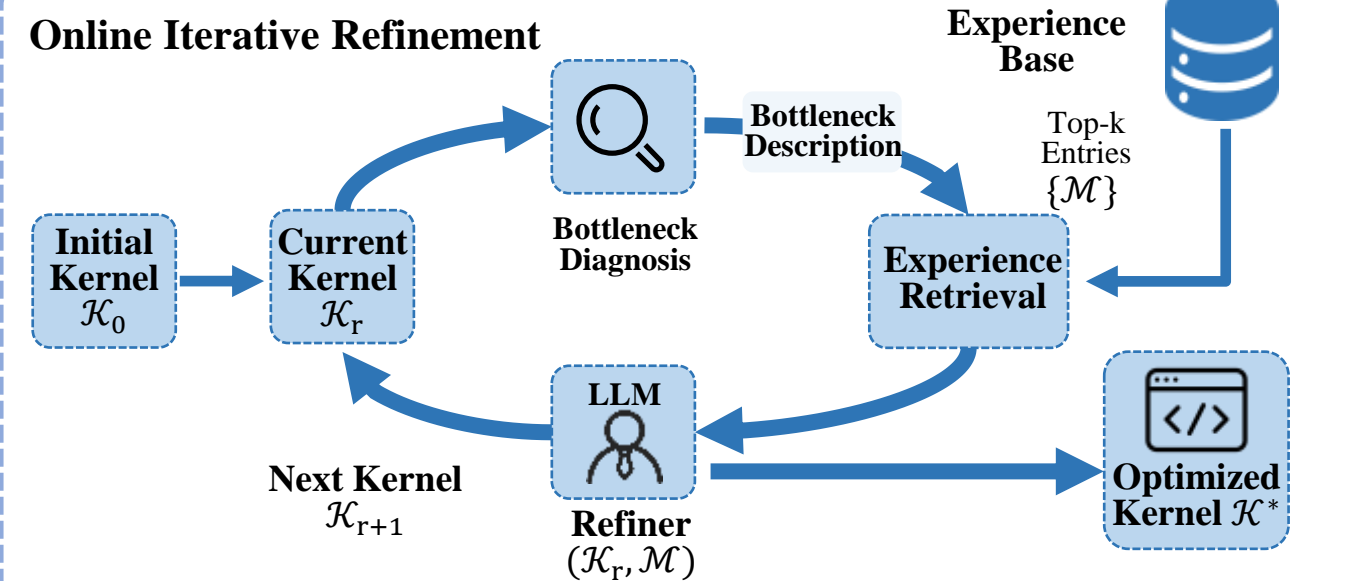 Online Iterative Refinement
Experience
Base
Bottleneck
Description
Top-k
Entries
{ℳ}
Initial
Kernel
𝒦₀
Current
Kernel
𝒦r
Bottleneck
Diagnosis
Experience
Retrieval
LLM
</>
Next Kernel
𝒦r+1
Refiner
(𝒦r, ℳ)
Optimized
Kernel 𝒦*